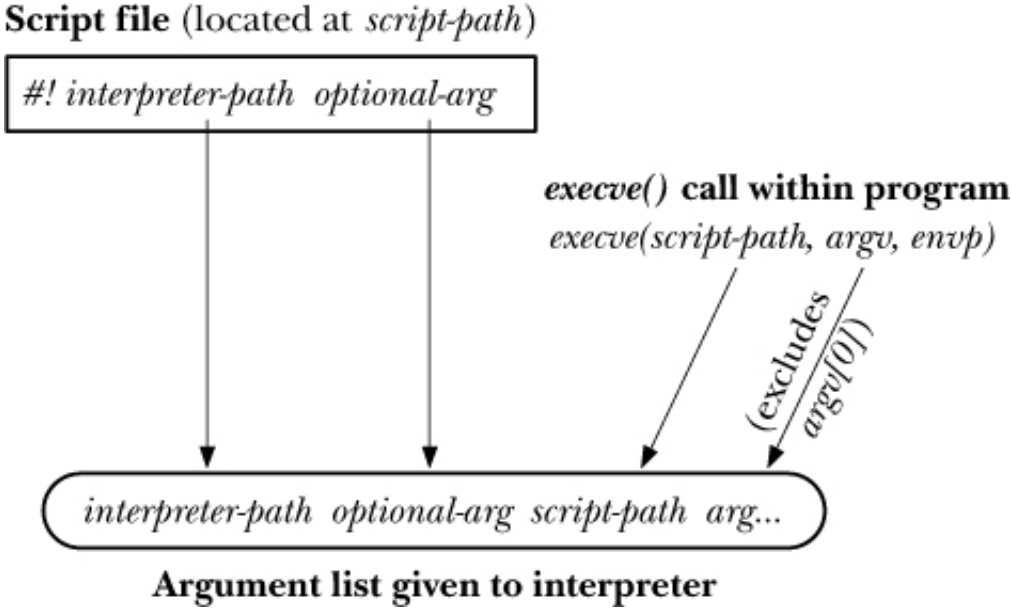 Script file (located at script-path)
#! interpreter-path optional-arg
execve() call within program
execve(script-path, argv, envp)
(excludes
argv[0])
interpreter-path optional-arg script-path arg...
Argument list given to interpreter